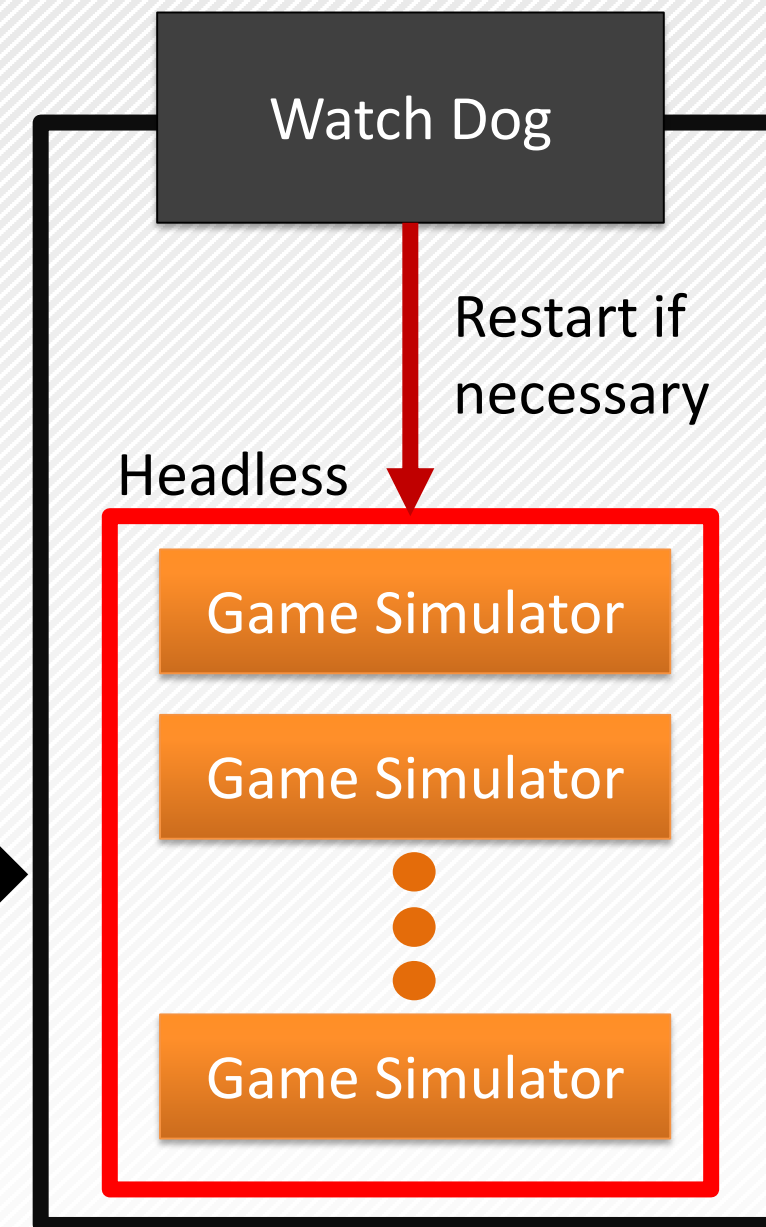 Watch Dog
Restart if
necessary
Headless
Game Simulator
Game Simulator
Game Simulator